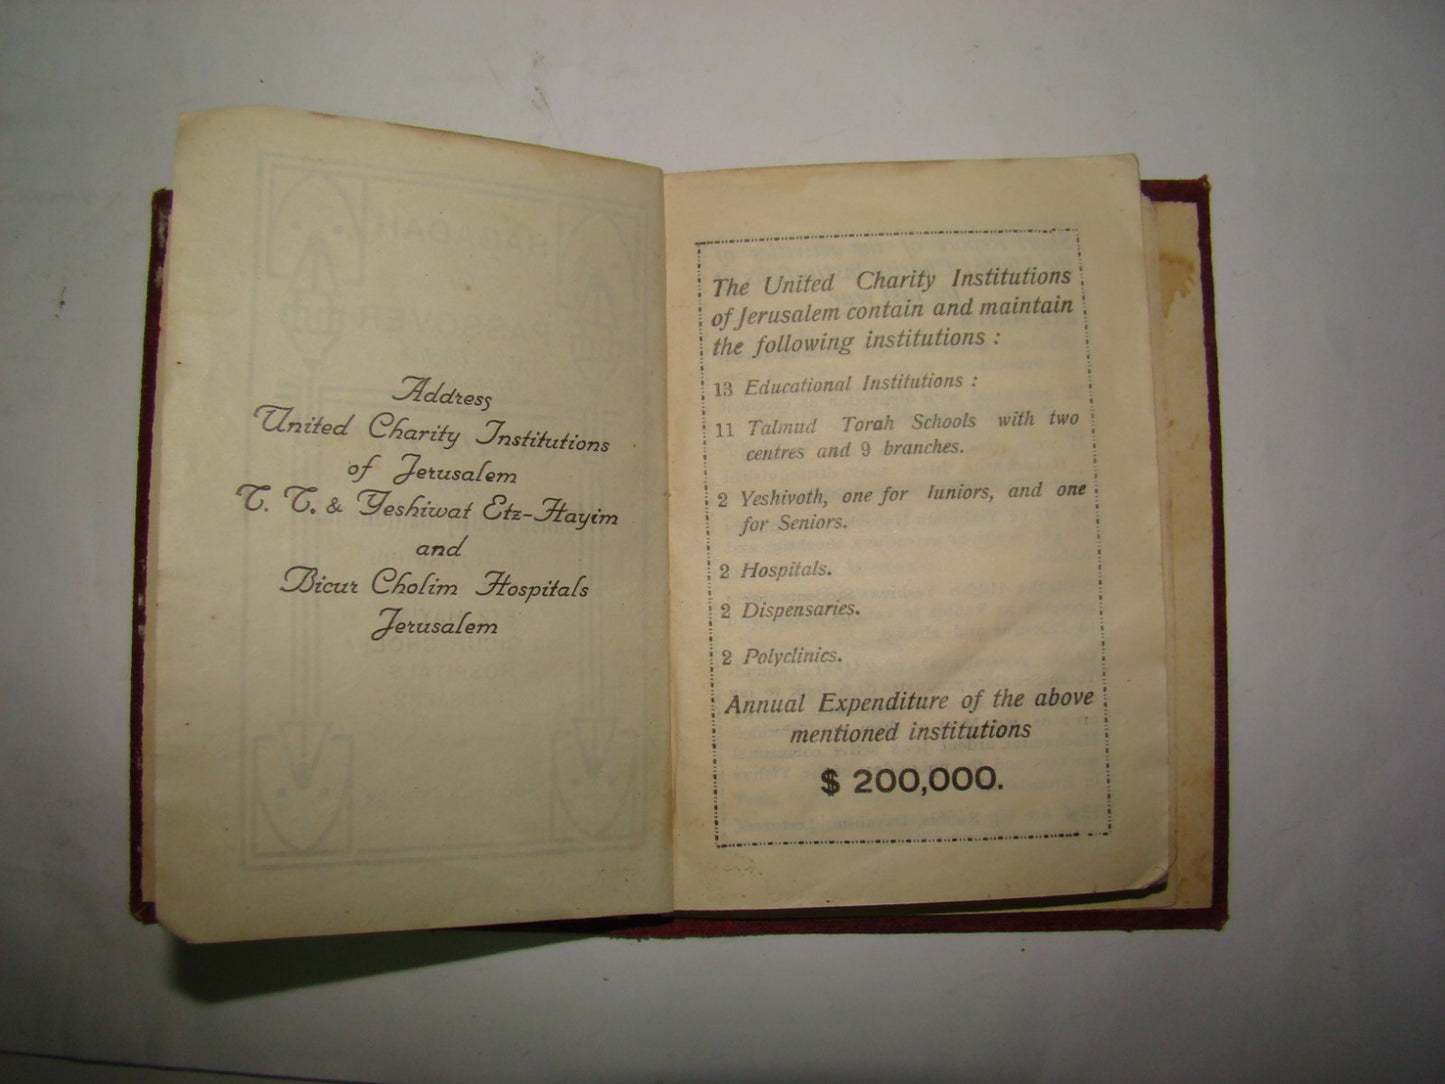 Address
United Charity Institutions
of Jerusalem
T. T. & Yeshiwat Etz-Hayim
and
Bicur Cholim Hospitals
Jerusalem
The United Charity Institutions
of Jerusalem contain and maintain
the following institutions :
13 Educational Institutions :
11 Talmud Torah Schools with two
centres and 9 branches.
2 Yeshivoth, one for Iuniors, and one
for Seniors.
2 Hospitals.
2 Dispensaries.
2 Polyclinics.
Annual Expenditure of the above
mentioned institutions
$ 200,000.